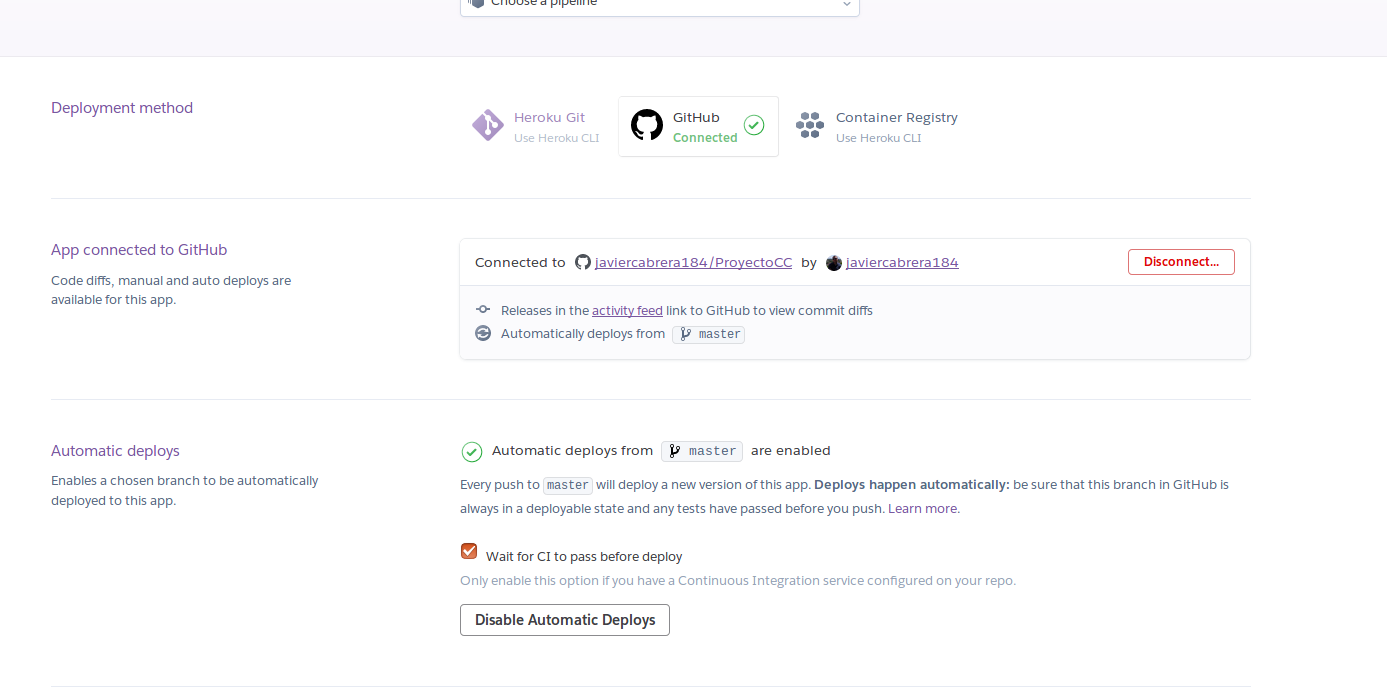 Choose a pipeline
Deployment method
Heroku Git
Use Heroku CLI
GitHub
Connected
Container Registry
Use Heroku CLI
App connected to GitHub
Code diffs, manual and auto deploys are
available for this app.
Connected to javiercabrera184/ProyectoCC by javiercabrera184
Disconnect...
Releases in the activity feed link to GitHub to view commit diffs
Automatically deploys from master
Automatic deploys
Enables a chosen branch to be automatically
deployed to this app.
Automatic deploys from master are enabled
Every push to master will deploy a new version of this app. Deploys happen automatically: be sure that this branch in GitHub is
always in a deployable state and any tests have passed before you push. Learn more.
Wait for CI to pass before deploy
Only enable this option if you have a Continuous Integration service configured on your repo.
Disable Automatic Deploys